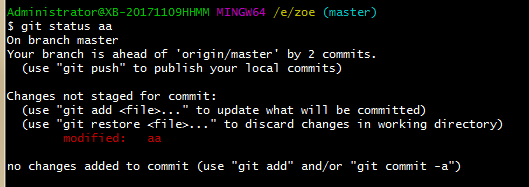 Administrator@XB-20171109HHMM MINGW64 /e/zoe (master)
$ git status aa
On branch master
Your branch is ahead of 'origin/master' by 2 commits.
  (use "git push" to publish your local commits)

Changes not staged for commit:
  (use "git add <file>..." to update what will be committed)
  (use "git restore <file>..." to discard changes in working directory)
        modified:   aa

no changes added to commit (use "git add" and/or "git commit -a")